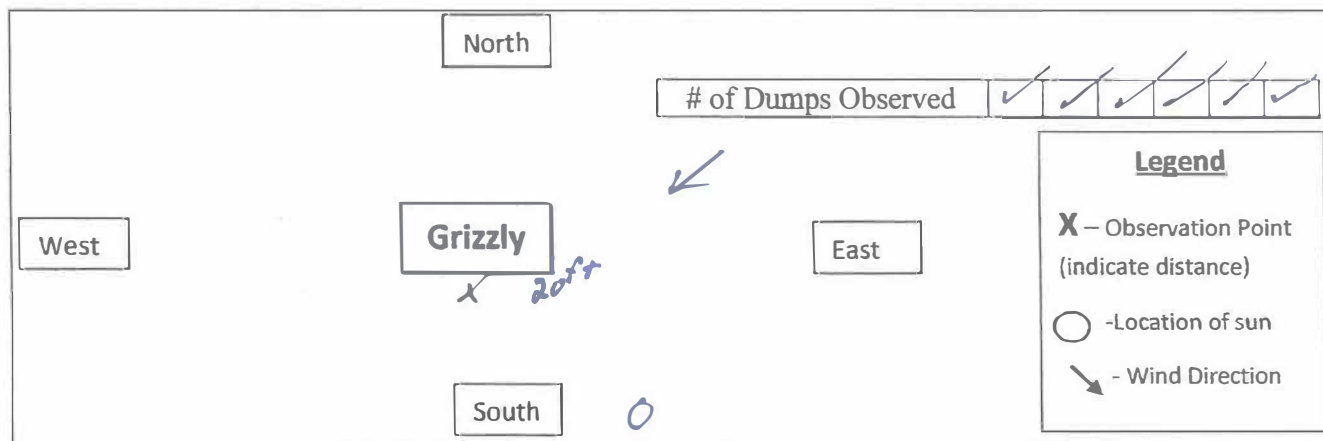 North
# of Dumps Observed ✓ ✓ ✓ ✓ ✓ ✓
Legend
West
Grizzly
East
X – Observation Point
(indicate distance)
X 20ft
O -Location of sun
- Wind Direction
South O